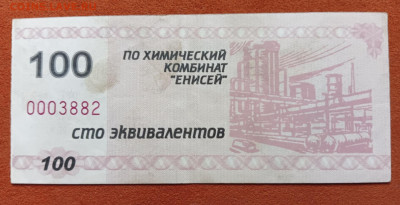 100
ПО ХИМИЧЕСКИЙ
КОМБИНАТ
"ЕНИСЕЙ"
0003882
СТО ЭКВИВАЛЕНТОВ
100